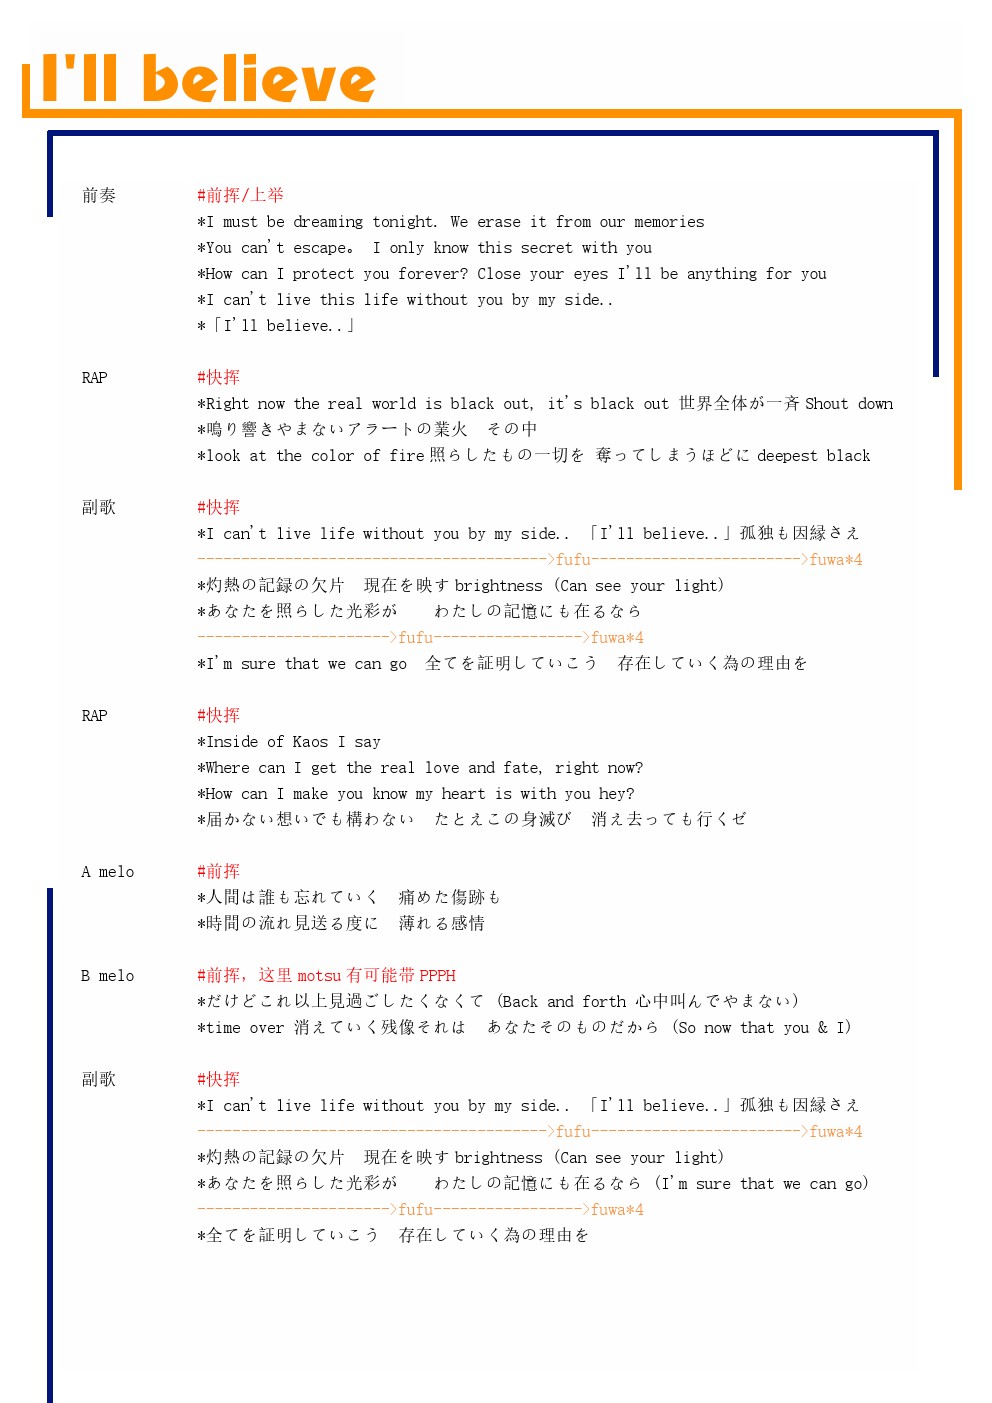 I'll believe
前奏 #前挥/上举
*I must be dreaming tonight. We erase it from our memories
*You can't escape。 I only know this secret with you
*How can I protect you forever? Close your eyes I'll be anything for you
*I can't live this life without you by my side..
*「I'll believe..」
RAP #快挥
*Right now the real world is black out, it's black out 世界全体が一斉 Shout down
*鳴り響きやまないアラートの業火　その中
*look at the color of fire 照らしたもの一切を 奪ってしまうほどに deepest black
副歌 #快挥
*I can't live life without you by my side.. 「I'll believe..」孤独も因縁さえ
---------------------------------------->fufu------------------------>fuwa*4
*灼熱の記録の欠片　現在を映す brightness (Can see your light)
*あなたを照らした光彩が　　わたしの記憶にも在るなら
---------------------->fufu----------------->fuwa*4
*I'm sure that we can go　全てを証明していこう　存在していく為の理由を
RAP #快挥
*Inside of Kaos I say
*Where can I get the real love and fate, right now?
*How can I make you know my heart is with you hey?
*届かない想いでも構わない　たとえこの身滅び　消え去っても行くゼ
A melo #前挥
*人間は誰も忘れていく　痛めた傷跡も
*時間の流れ見送る度に　薄れる感情
B melo #前挥，这里 motsu 有可能带 PPPH
*だけどこれ以上見過ごしたくなくて (Back and forth 心中叫んでやまない)
*time over 消えていく残像それは　あなたそのものだから (So now that you & I)
副歌 #快挥
*I can't live life without you by my side.. 「I'll believe..」孤独も因縁さえ
---------------------------------------->fufu------------------------>fuwa*4
*灼熱の記録の欠片　現在を映す brightness (Can see your light)
*あなたを照らした光彩が　　わたしの記憶にも在るなら (I'm sure that we can go)
---------------------->fufu----------------->fuwa*4
*全てを証明していこう　存在していく為の理由を